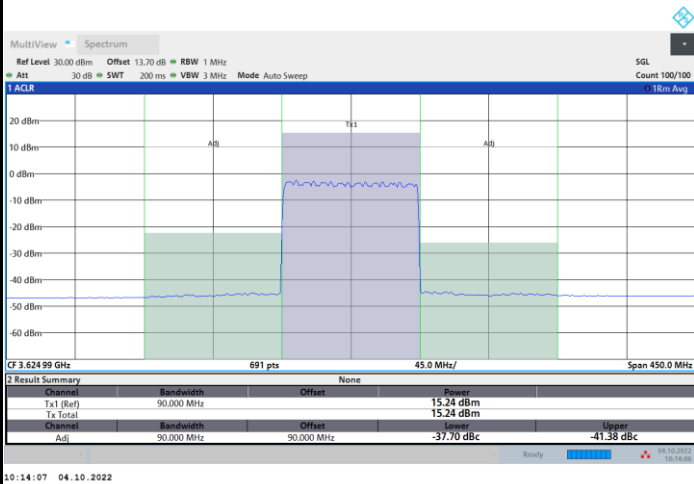 MultiView Spectrum
Ref Level 30.00 dBm Offset 13.70 dB RBW 1 MHz SGL
Att 30 dB SWT 200 ms VBW 3 MHz Mode Auto Sweep Count 100/100
1 ACLR 1Rm Avg
20 dBm
Tx1
10 dBm
Adj Adj
0 dBm
-10 dBm
-20 dBm
-30 dBm
-40 dBm
-50 dBm
-60 dBm
CF 3.624 99 GHz 691 pts 45.0 MHz/ Span 450.0 MHz
2 Result Summary None
Channel Bandwidth Offset Power
Tx1 (Ref) 90.000 MHz 15.24 dBm
Tx Total 15.24 dBm
Channel Bandwidth Offset Lower Upper
Adj 90.000 MHz 90.000 MHz -37.70 dBc -41.38 dBc
Ready 04.10.2022
10:14:06
10:14:07 04.10.2022